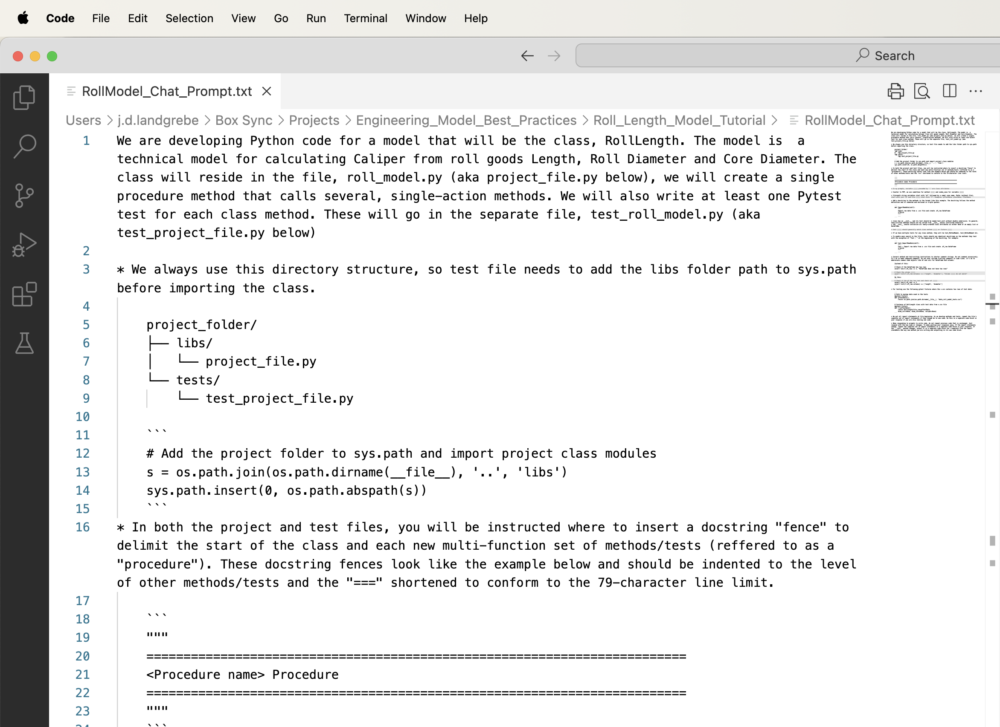 Code File Edit Selection View Go Run Terminal Window Help
Search
RollModel_Chat_Prompt.txt
Users > j.d.landgrebe > Box Sync > Projects > Engineering_Model_Best_Practices > Roll_Length_Model_Tutorial > RollModel_Chat_Prompt.txt
1 We are developing Python code for a model that will be the class, RollLength. The model is  a
technical model for calculating Caliper from roll goods Length, Roll Diameter and Core Diameter. The
class will reside in the file, roll_model.py (aka project_file.py below), we will create a single
procedure method that calls several, single-action methods. We will also write at least one Pytest
test for each class method. These will go in the separate file, test_roll_model.py (aka
test_project_file.py below)
2
3 * We always use this directory structure, so test file needs to add the libs folder path to sys.path
before importing the class.
4
5 project_folder/
6 ├── libs/
7 │   └── project_file.py
8 └── tests/
9     └── test_project_file.py
10
11 ```
12 # Add the project folder to sys.path and import project class modules
13 s = os.path.join(os.path.dirname(__file__), '..', 'libs')
14 sys.path.insert(0, os.path.abspath(s))
15 ```
16 * In both the project and test files, you will be instructed where to insert a docstring "fence" to
delimit the start of the class and each new multi-function set of methods/tests (reffered to as a
"procedure"). These docstring fences look like the example below and should be indented to the level
of other methods/tests and the "===" shortened to conform to the 79-character line limit.
17
18 ```
19 """
20 =========================================================================
21 <Procedure name> Procedure
22 =========================================================================
23 """